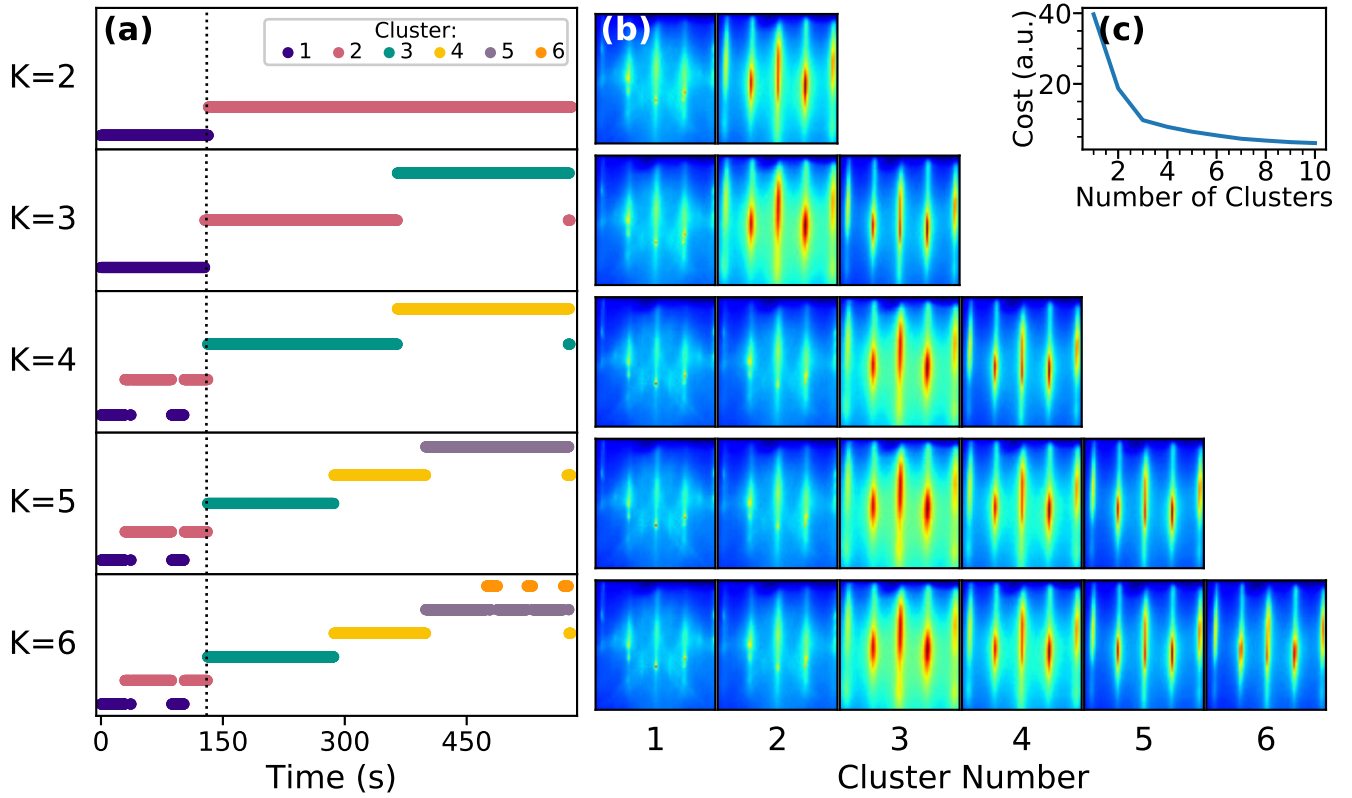 (a)
Cluster:
1 2 3 4 5 6
K=2
K=3
K=4
K=5
K=6
0 150 300 450
Time (s)
(b)
1 2 3 4 5 6
Cluster Number
(c)
Cost (a.u.)
40
20
2 4 6 8 10
Number of Clusters